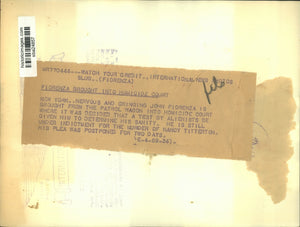 WATCH YOUR CREDIT...INTERNATIONAL NEWS PHOTOS
SLUG..(FIORENZA)
FIORENZA BROUGHT INTO HOMICIDE COURT
NEW YORK..NERVOUS AND CRINGING JOHN FIORENZA IS
BROUGHT FROM THE PATROL WAGON INTO HOMICIDE COURT
WHERE IT WAS DECIDED THAT A TEST BY ALIENISTS BE
GIVEN HIM TO DETERMINE HIS SANITY. HE IS STILL
UNDER INDICTMENT FOR THE MURDER OF NANCY TITTERTON.
HIS PLEA WAS POSTPONED FOR TWO DAYS.